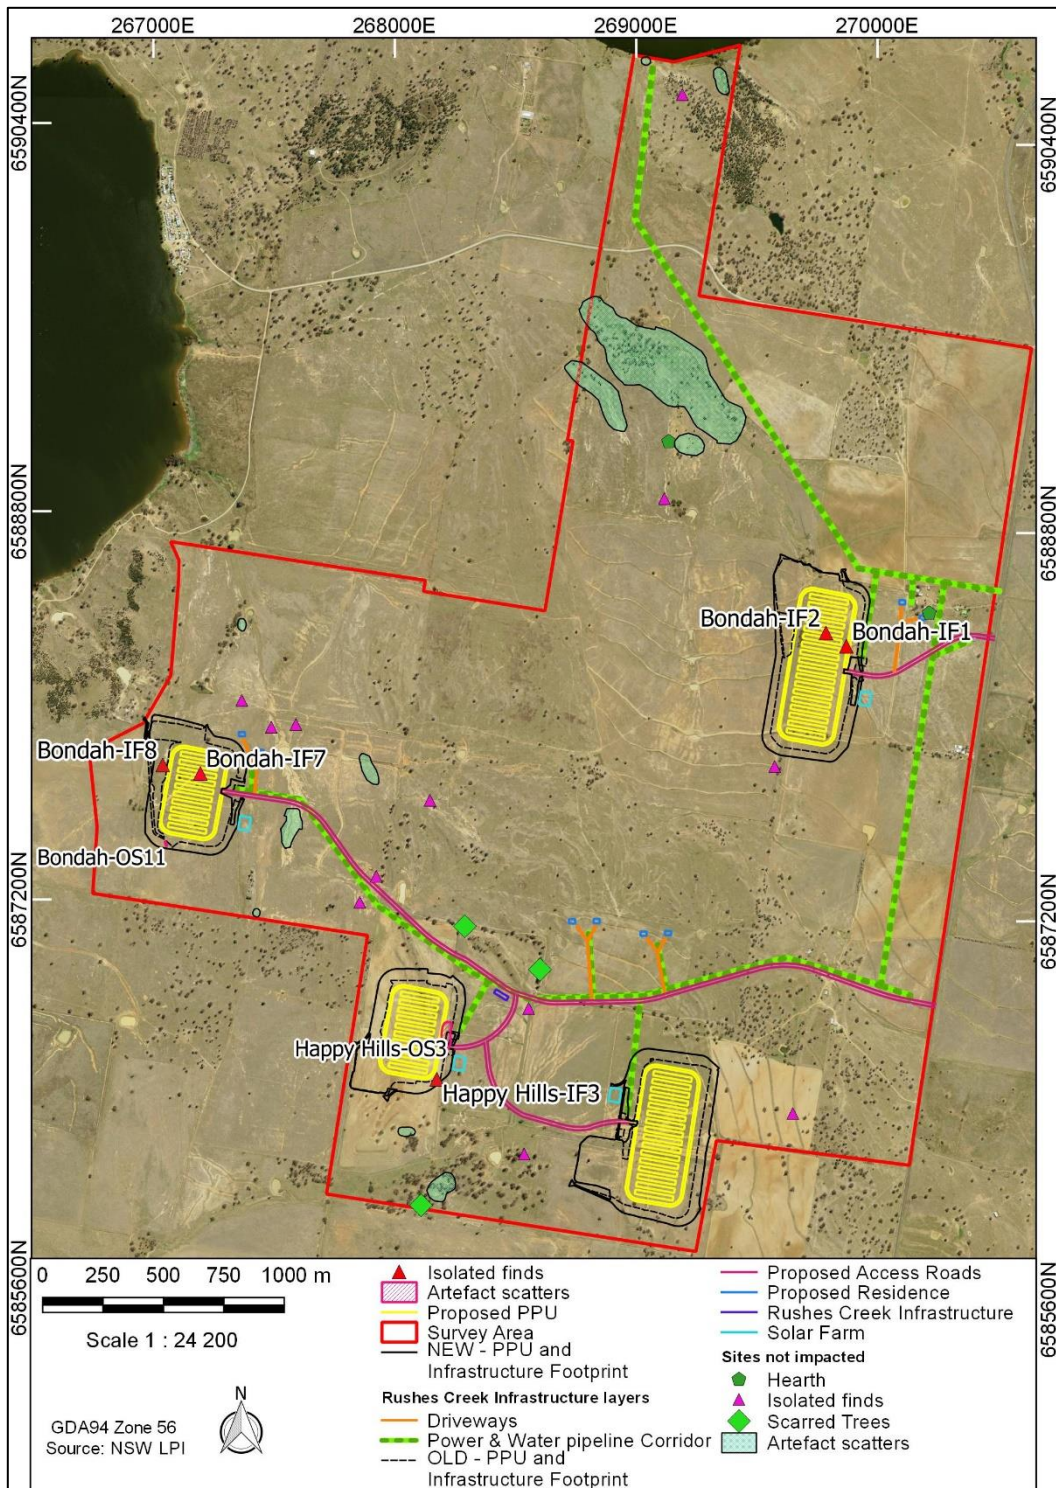 267000E 268000E 269000E 270000E
6590400N 6590400N
6588800N 6588800N
Bondah-IF2 Bondah-IF1
Bondah-IF8 Bondah-IF7
Bondah-OS11
6587200N 6587200N
Happy Hills-OS3
Happy Hills-IF3
6585600N 6585600N
0 250 500 750 1000 m
Scale 1 : 24 200
N
GDA94 Zone 56
Source: NSW LPI
Isolated finds
Artefact scatters
Proposed PPU
Survey Area
NEW - PPU and
Infrastructure Footprint
Rushes Creek Infrastructure layers
Driveways
Power & Water pipeline Corridor
OLD - PPU and
Infrastructure Footprint
Proposed Access Roads
Proposed Residence
Rushes Creek Infrastructure
Solar Farm
Sites not impacted
Hearth
Isolated finds
Scarred Trees
Artefact scatters